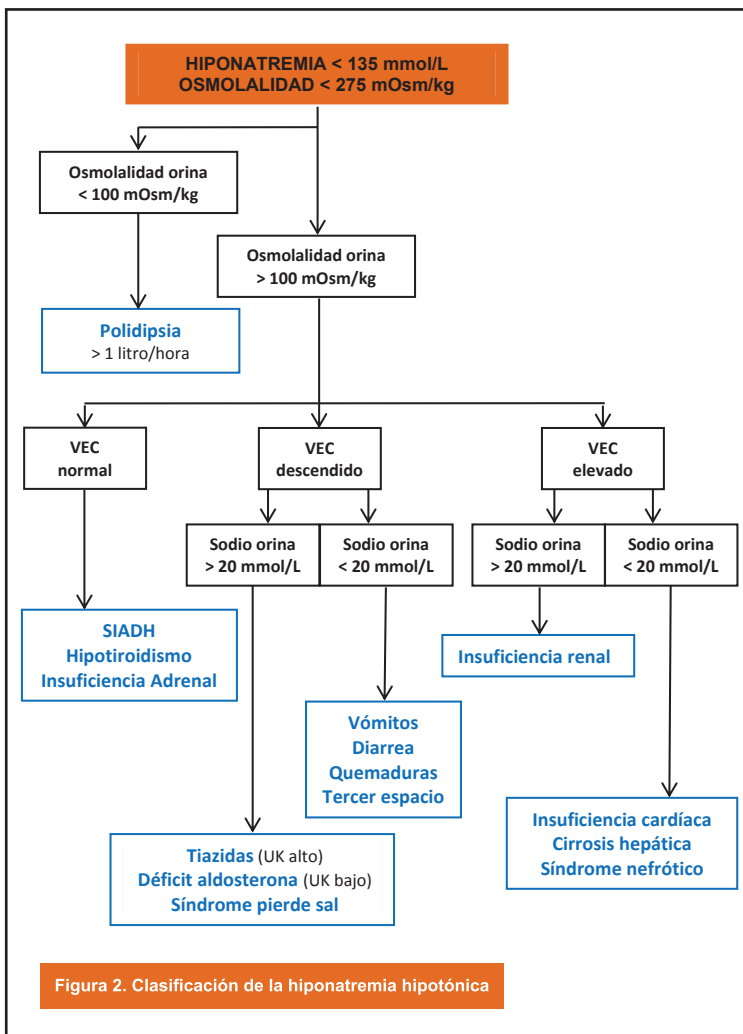 HIPONATREMIA < 135 mmol/L
OSMOLALIDAD < 275 mOsm/kg
Osmolalidad orina
< 100 mOsm/kg
Osmolalidad orina
> 100 mOsm/kg
Polidipsia
> 1 litro/hora
VEC
normal
VEC
descendido
VEC
elevado
Sodio orina
> 20 mmol/L
Sodio orina
< 20 mmol/L
Sodio orina
> 20 mmol/L
Sodio orina
< 20 mmol/L
SIADH
Hipotiroidismo
Insuficiencia Adrenal
Insuficiencia renal
Vómitos
Diarrea
Quemaduras
Tercer espacio
Insuficiencia cardíaca
Cirrosis hepática
Síndrome nefrótico
Tiazidas (UK alto)
Déficit aldosterona (UK bajo)
Síndrome pierde sal
Figura 2. Clasificación de la hiponatremia hipotónica